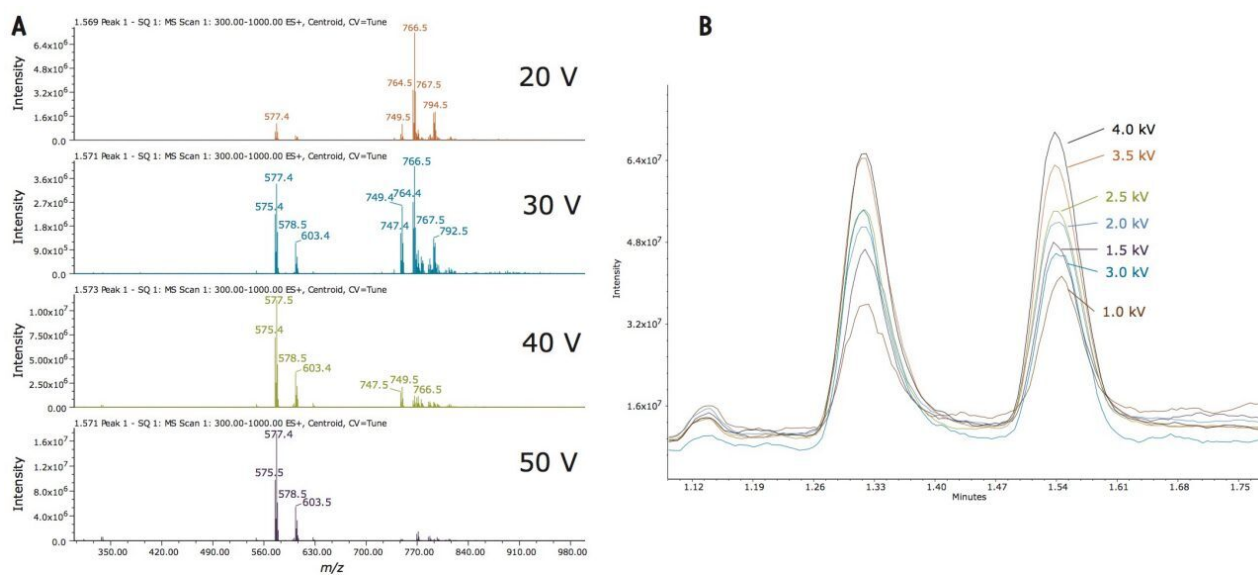 A
1.569 Peak 1 - SQ 1: MS Scan 1: 300.00-1000.00 ES+, Centroid, CV=Tune
Intensity
6.4x10⁶
4.8x10⁶
3.2x10⁶
1.6x10⁶
0.0
577.4
749.5
764.5
766.5
767.5
794.5
20 V
1.571 Peak 1 - SQ 1: MS Scan 1: 300.00-1000.00 ES+, Centroid, CV=Tune
Intensity
3.6x10⁶
2.7x10⁶
1.8x10⁶
9.0x10⁵
0.0
577.4
575.4
578.5
603.4
766.5
749.4
764.4
747.4
767.5
792.5
30 V
1.573 Peak 1 - SQ 1: MS Scan 1: 300.00-1000.00 ES+, Centroid, CV=Tune
Intensity
1.00x10⁷
7.50x10⁶
5.00x10⁶
2.50x10⁶
0.00
577.5
575.4
578.5
603.4
747.5
749.5
766.5
40 V
1.571 Peak 1 - SQ 1: MS Scan 1: 300.00-1000.00 ES+, Centroid, CV=Tune
Intensity
1.6x10⁷
1.2x10⁷
8.0x10⁶
4.0x10⁶
0.0
577.4
575.5
578.5
603.5
50 V
350.00 420.00 490.00 560.00 630.00 700.00 770.00 840.00 910.00 980.00
m/z
B
Intensity
6.4x10⁷
4.8x10⁷
3.2x10⁷
1.6x10⁷
4.0 kV
3.5 kV
2.5 kV
2.0 kV
1.5 kV
3.0 kV
1.0 kV
1.12 1.19 1.26 1.33 1.40 1.47 1.54 1.61 1.68 1.75
Minutes